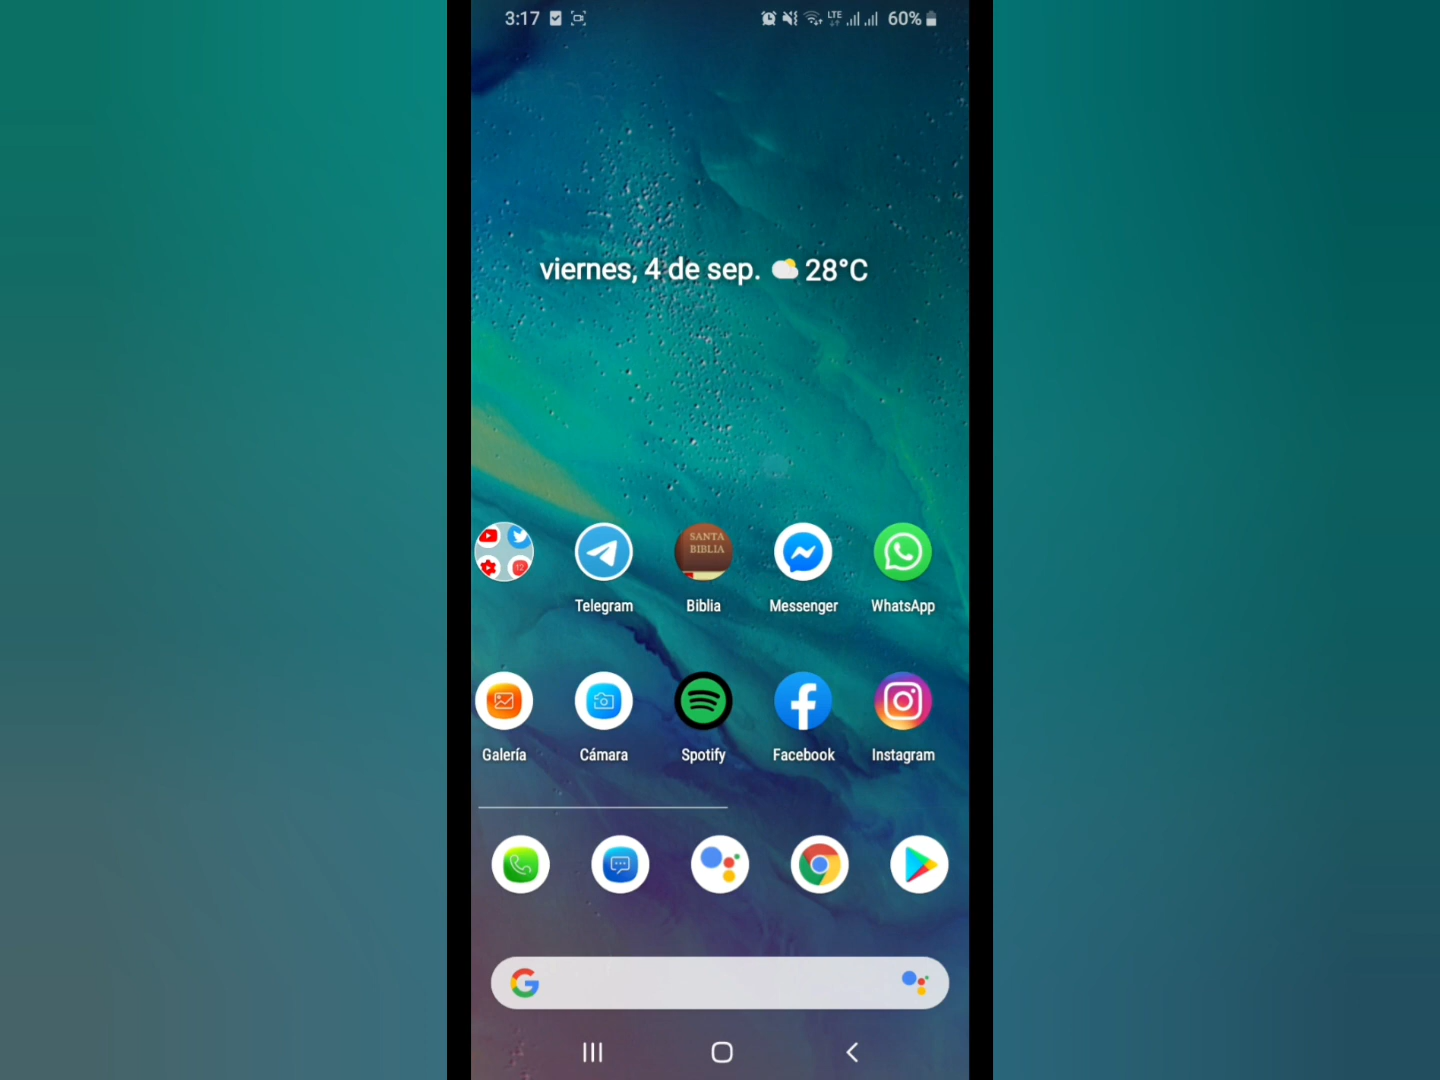 3:17 LTE 60%
viernes, 4 de sep. 28°C
SANTA
BIBLIA
12
Telegram Biblia Messenger WhatsApp
Galería Cámara Spotify Facebook Instagram